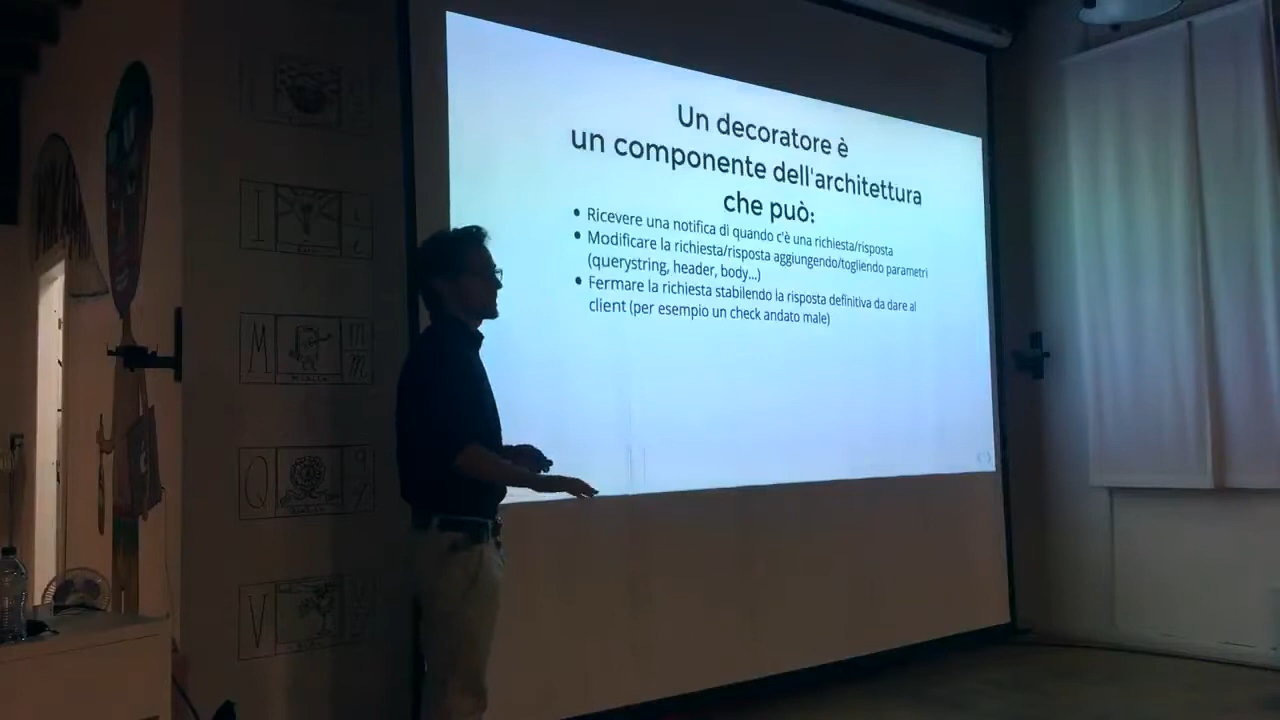 Un decoratore è
un componente dell'architettura
che può:
• Ricevere una notifica di quando c'è una richiesta/risposta
• Modificare la richiesta/risposta aggiungendo/togliendo parametri
(querystring, header, body...)
• Fermare la richiesta stabilendo la risposta definitiva da dare al
client (per esempio un check andato male)
I
M
Q
V